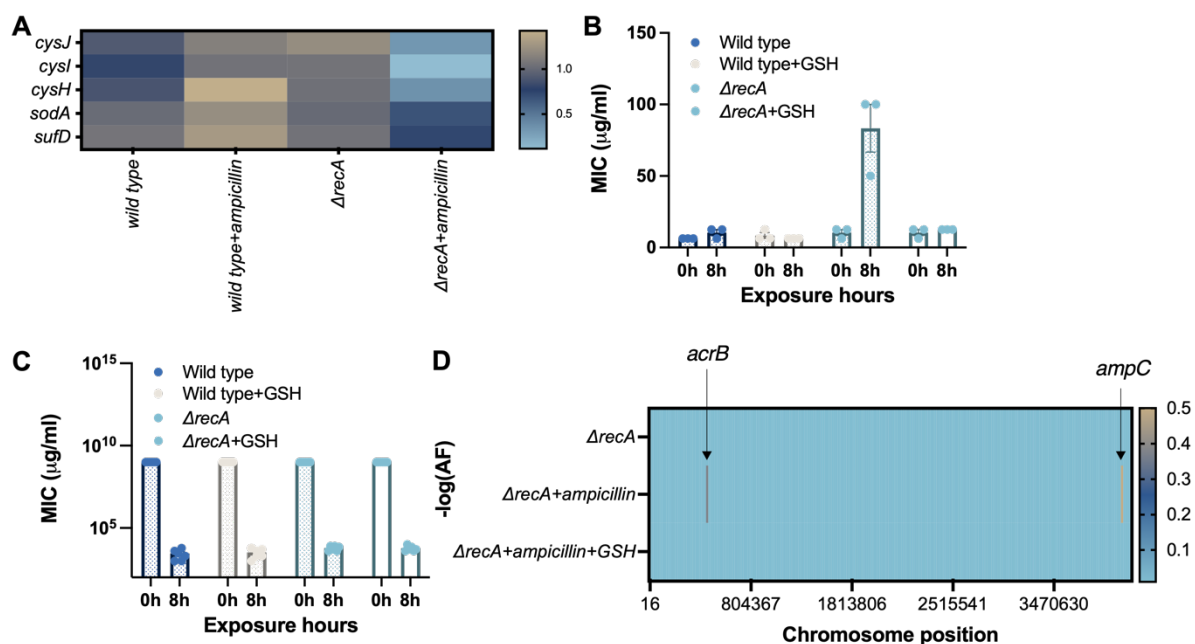 A
cysJ
cysI
cysH
sodA
sufD
1.0
0.5
wild type
wild type+ampicillin
ΔrecA
ΔrecA+ampicillin
B
MIC (μg/ml)
150
100
50
0
Wild type
Wild type+GSH
ΔrecA
ΔrecA+GSH
0h 8h 0h 8h 0h 8h 0h 8h
Exposure hours
C
MIC (μg/ml)
10^15
10^10
10^5
Wild type
Wild type+GSH
ΔrecA
ΔrecA+GSH
0h 8h 0h 8h 0h 8h 0h 8h
Exposure hours
D
acrB
ampC
-log(AF)
ΔrecA
ΔrecA+ampicillin
ΔrecA+ampicillin+GSH
0.5
0.4
0.3
0.2
0.1
16 804367 1813806 2515541 3470630
Chromosome position